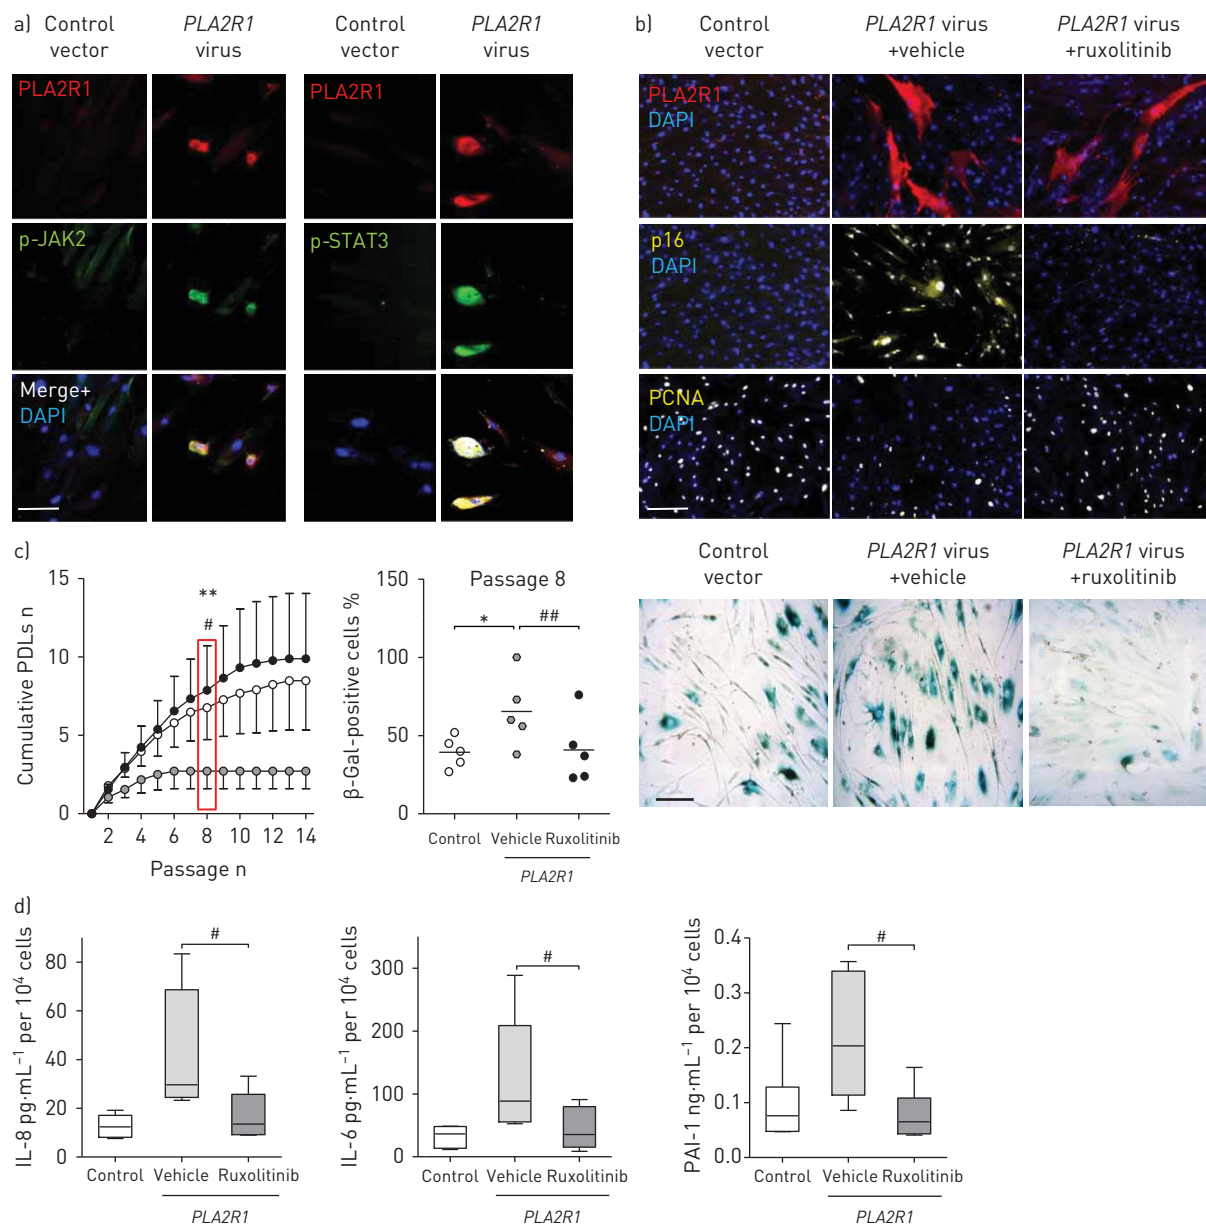 a)
Control
vector
PLA2R1
virus
Control
vector
PLA2R1
virus
PLA2R1
PLA2R1
p-JAK2
p-STAT3
Merge+
DAPI
b)
Control
vector
PLA2R1 virus
+vehicle
PLA2R1 virus
+ruxolitinib
PLA2R1
DAPI
p16
DAPI
PCNA
DAPI
Control
vector
PLA2R1 virus
+vehicle
PLA2R1 virus
+ruxolitinib
c)
Cumulative PDLs n
15
10
5
0
**
#
2 4 6 8 10 12 14
Passage n
β-Gal-positive cells %
Passage 8
150
100
50
0
*
##
Control Vehicle Ruxolitinib
PLA2R1
d)
IL-8 pg·mL⁻¹ per 10⁴ cells
80
60
40
20
0
#
Control Vehicle Ruxolitinib
PLA2R1
IL-6 pg·mL⁻¹ per 10⁴ cells
300
200
100
0
#
Control Vehicle Ruxolitinib
PLA2R1
PAI-1 ng·mL⁻¹ per 10⁴ cells
0.4
0.3
0.2
0.1
0.0
#
Control Vehicle Ruxolitinib
PLA2R1